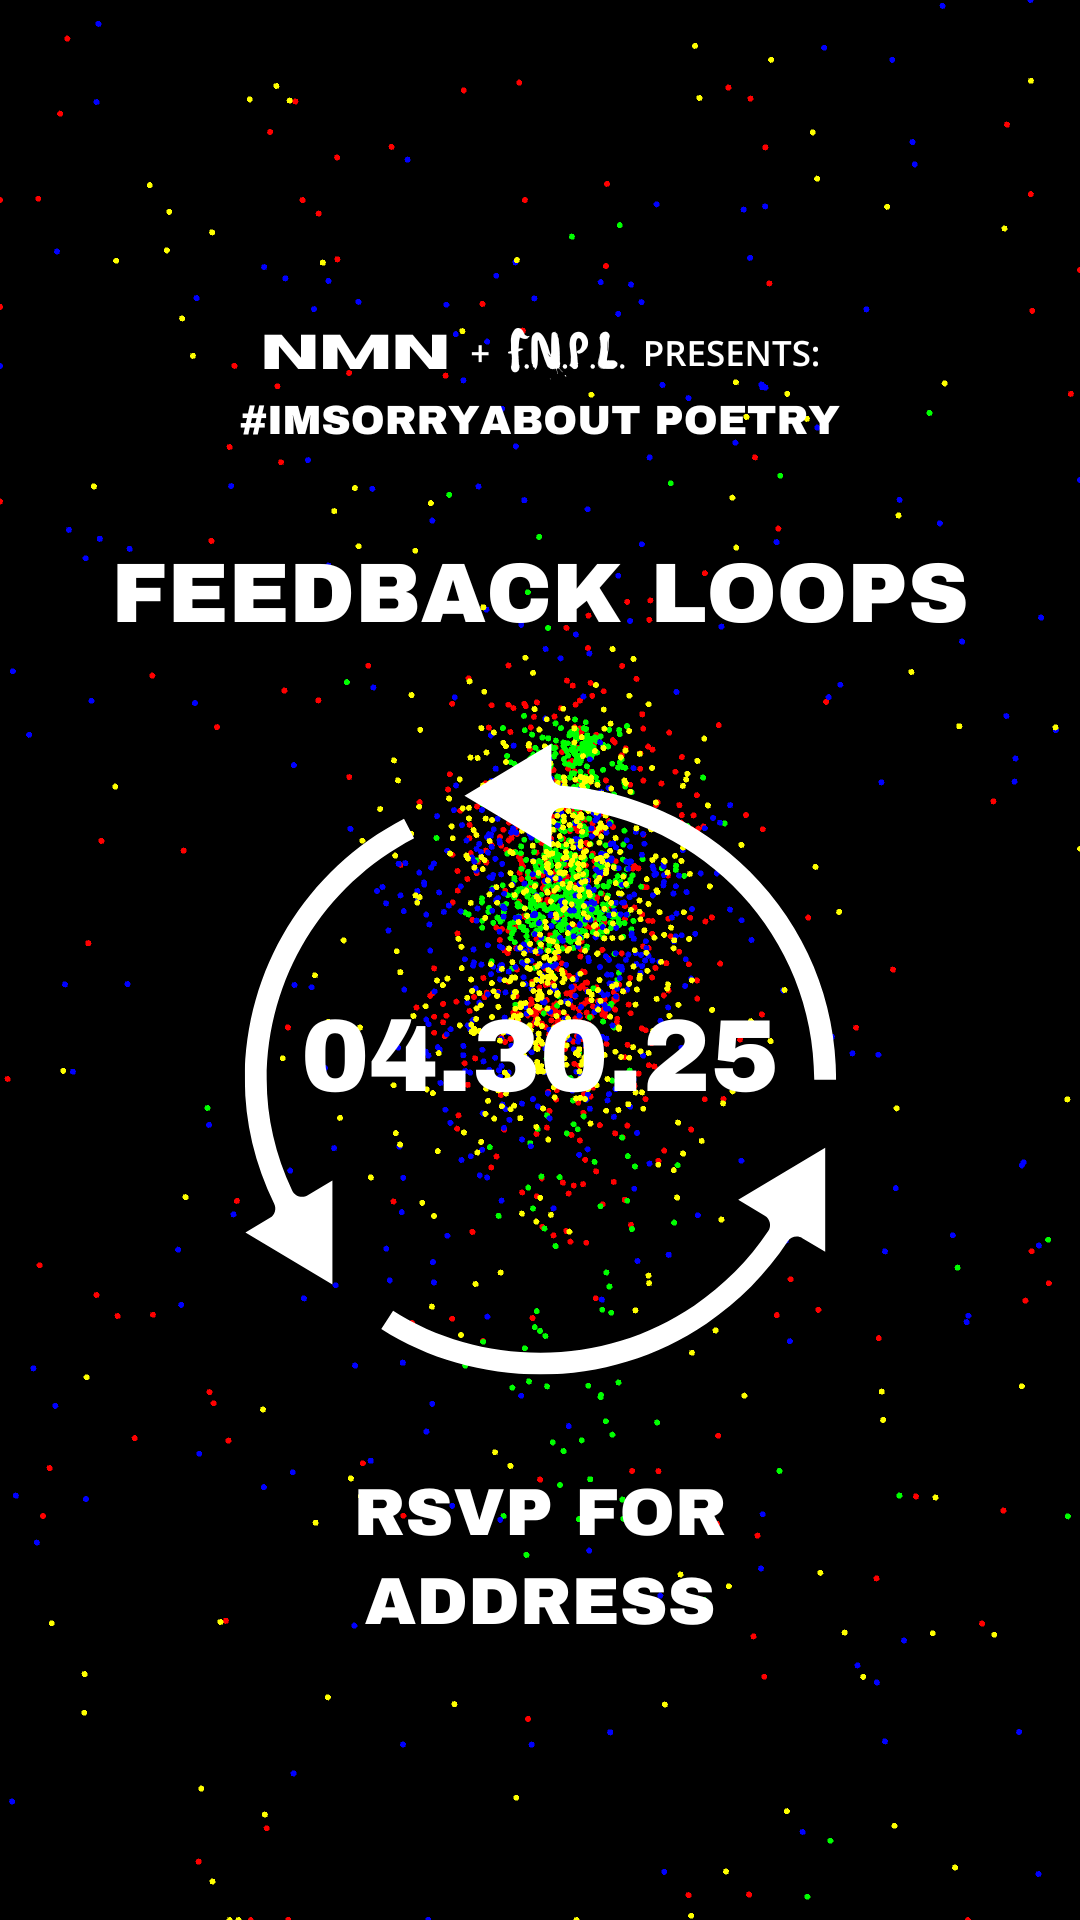 NMN + F.N.P.L. PRESENTS:
#IMSORRYABOUT POETRY
FEEDBACK LOOPS
04.30.25
RSVP FOR
ADDRESS